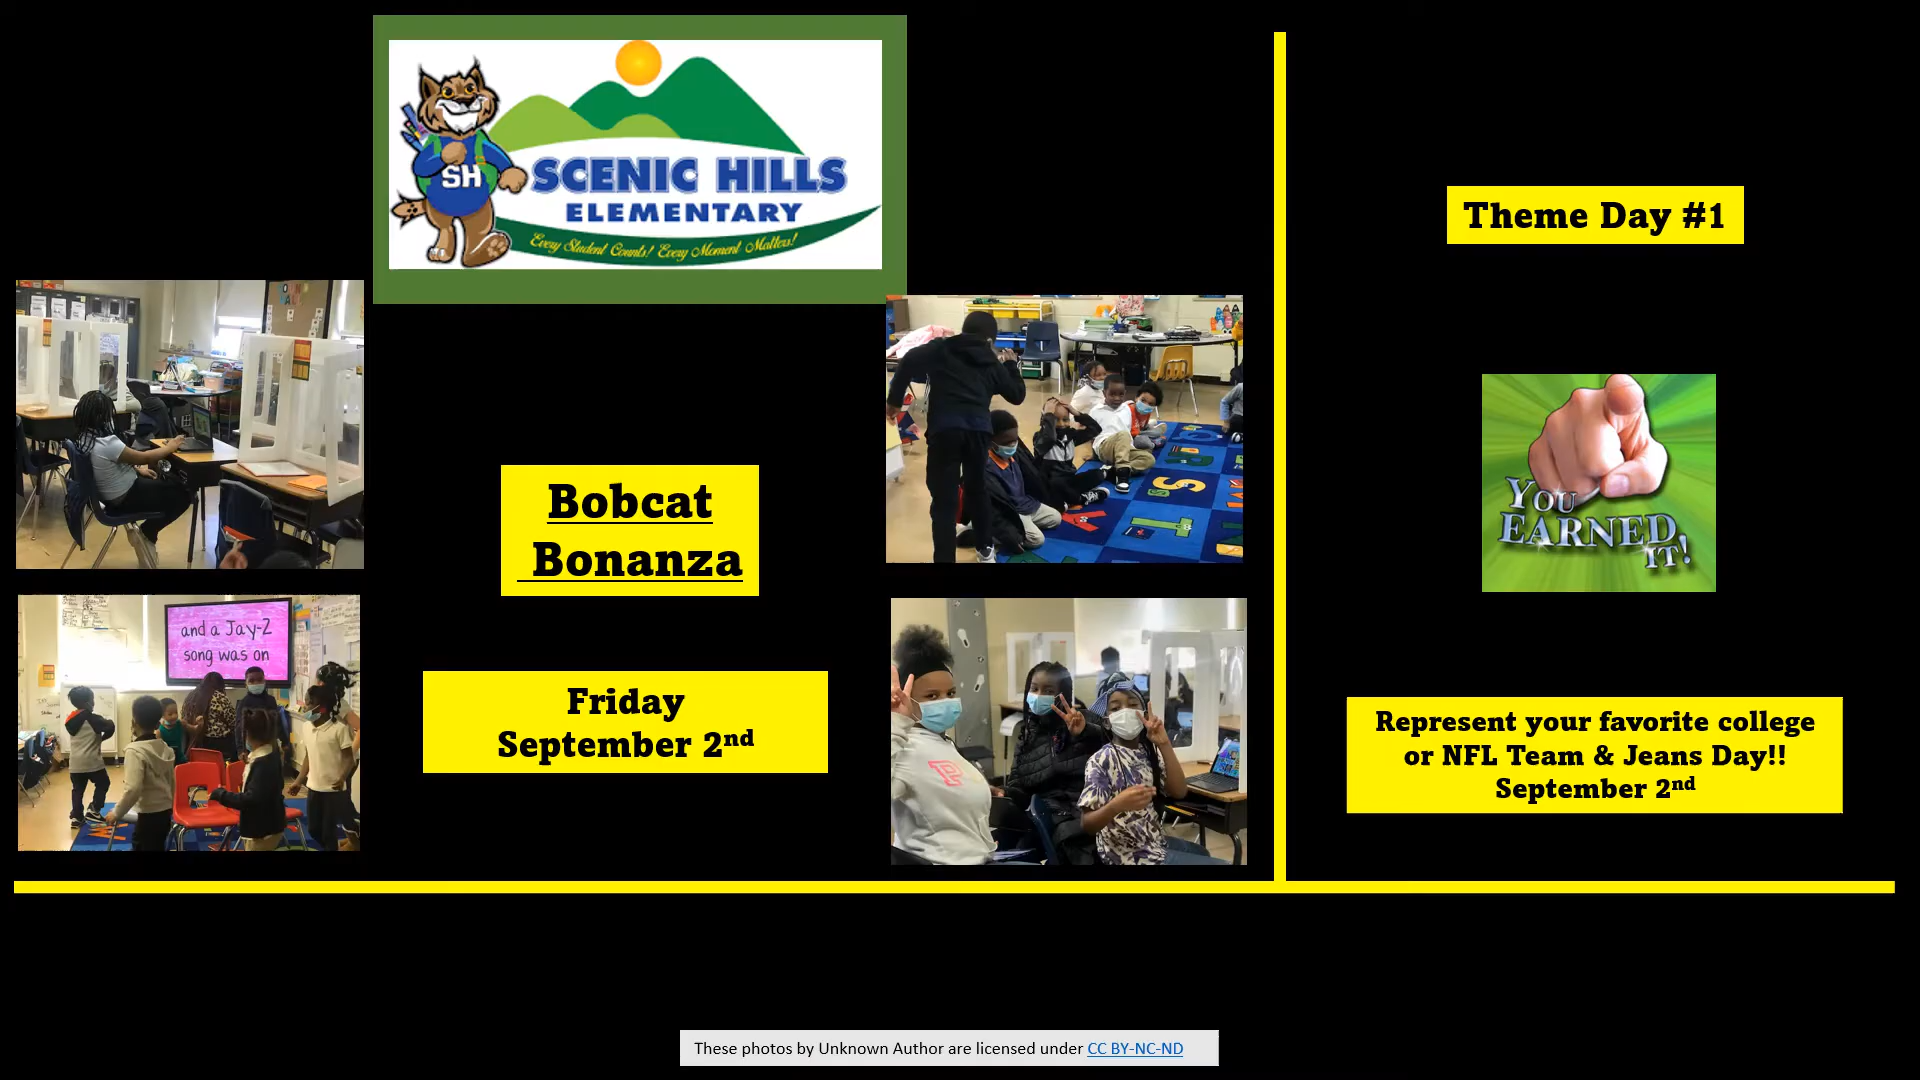 SH
SCENIC HILLS
ELEMENTARY
Every Student Counts! Every Moment Matters!
Bobcat
Bonanza
Friday
September 2nd
and a Jay-Z
song was on
P
Theme Day #1
YOU
EARNED
IT!
Represent your favorite college
or NFL Team & Jeans Day!!
September 2nd
These photos by Unknown Author are licensed under CC BY-NC-ND